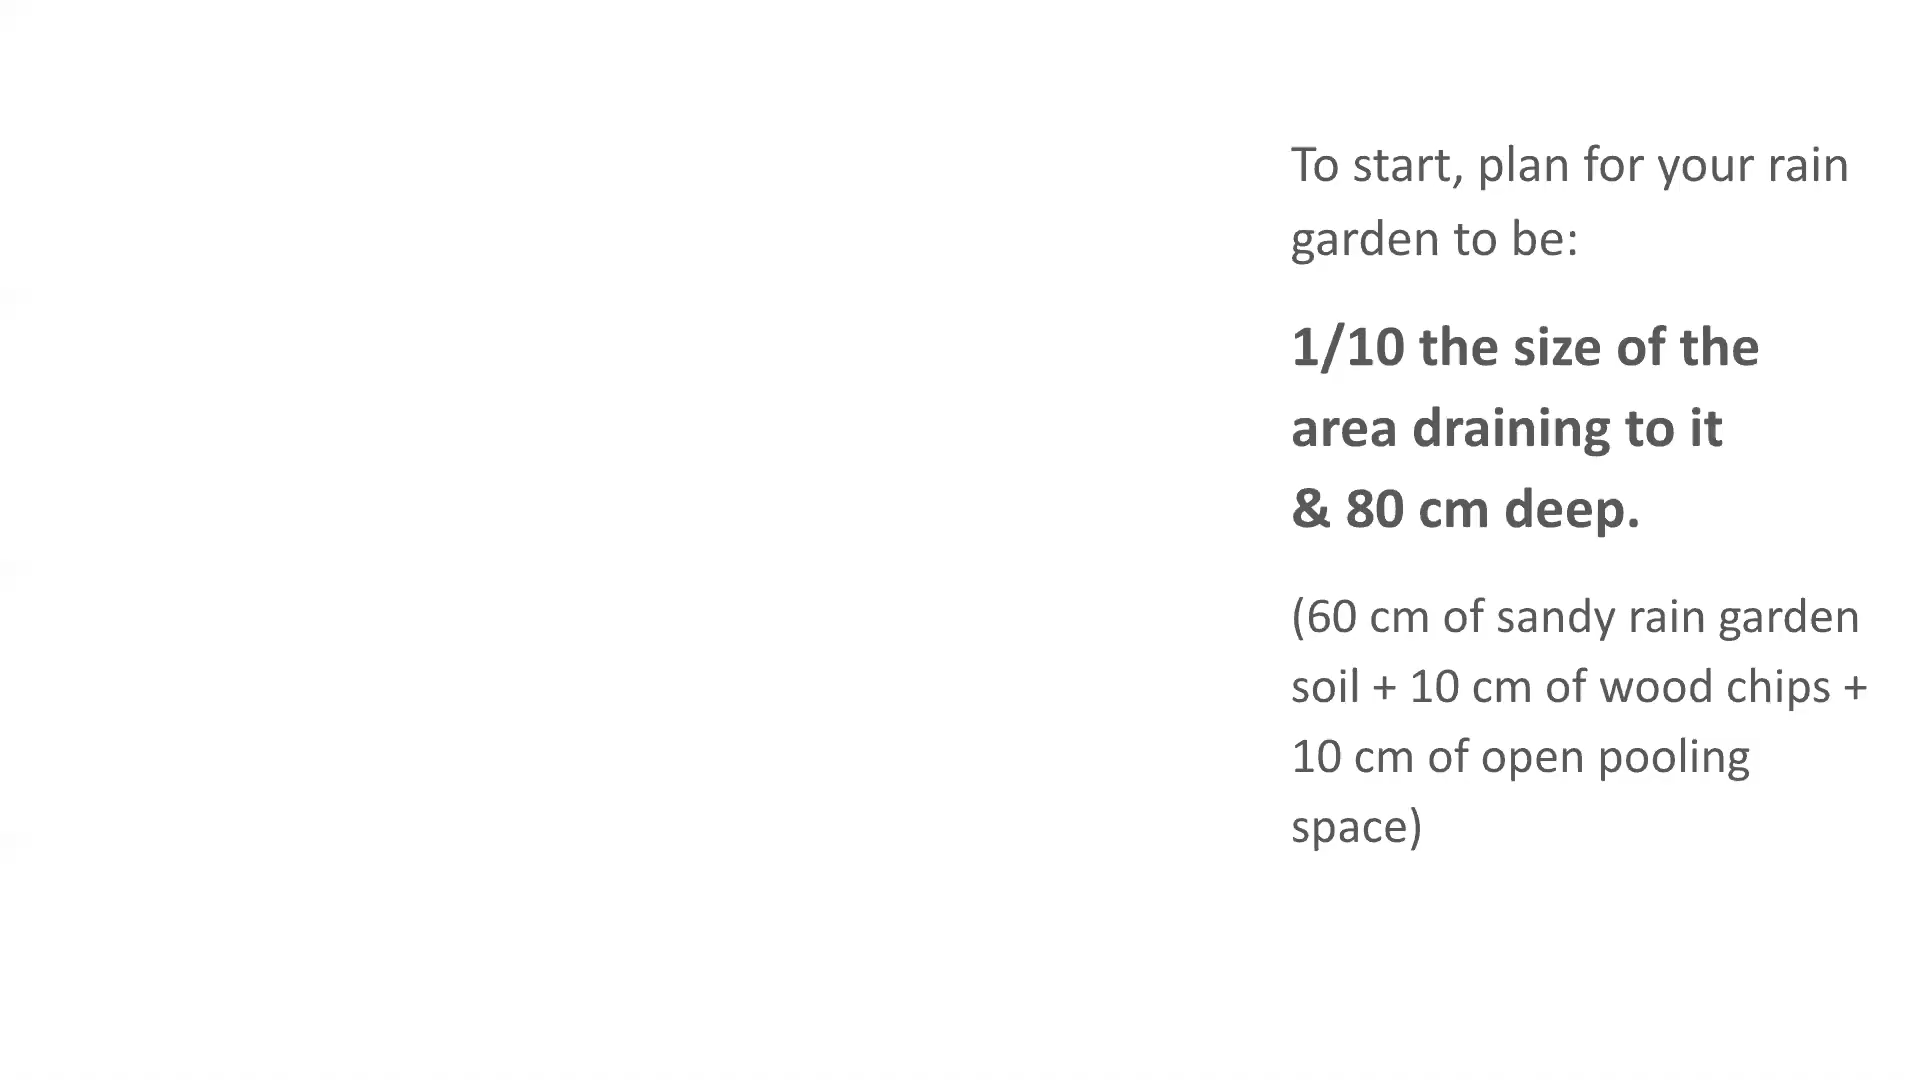 To start, plan for your rain
garden to be:
1/10 the size of the
area draining to it
& 80 cm deep.
(60 cm of sandy rain garden
soil + 10 cm of wood chips +
10 cm of open pooling
space)